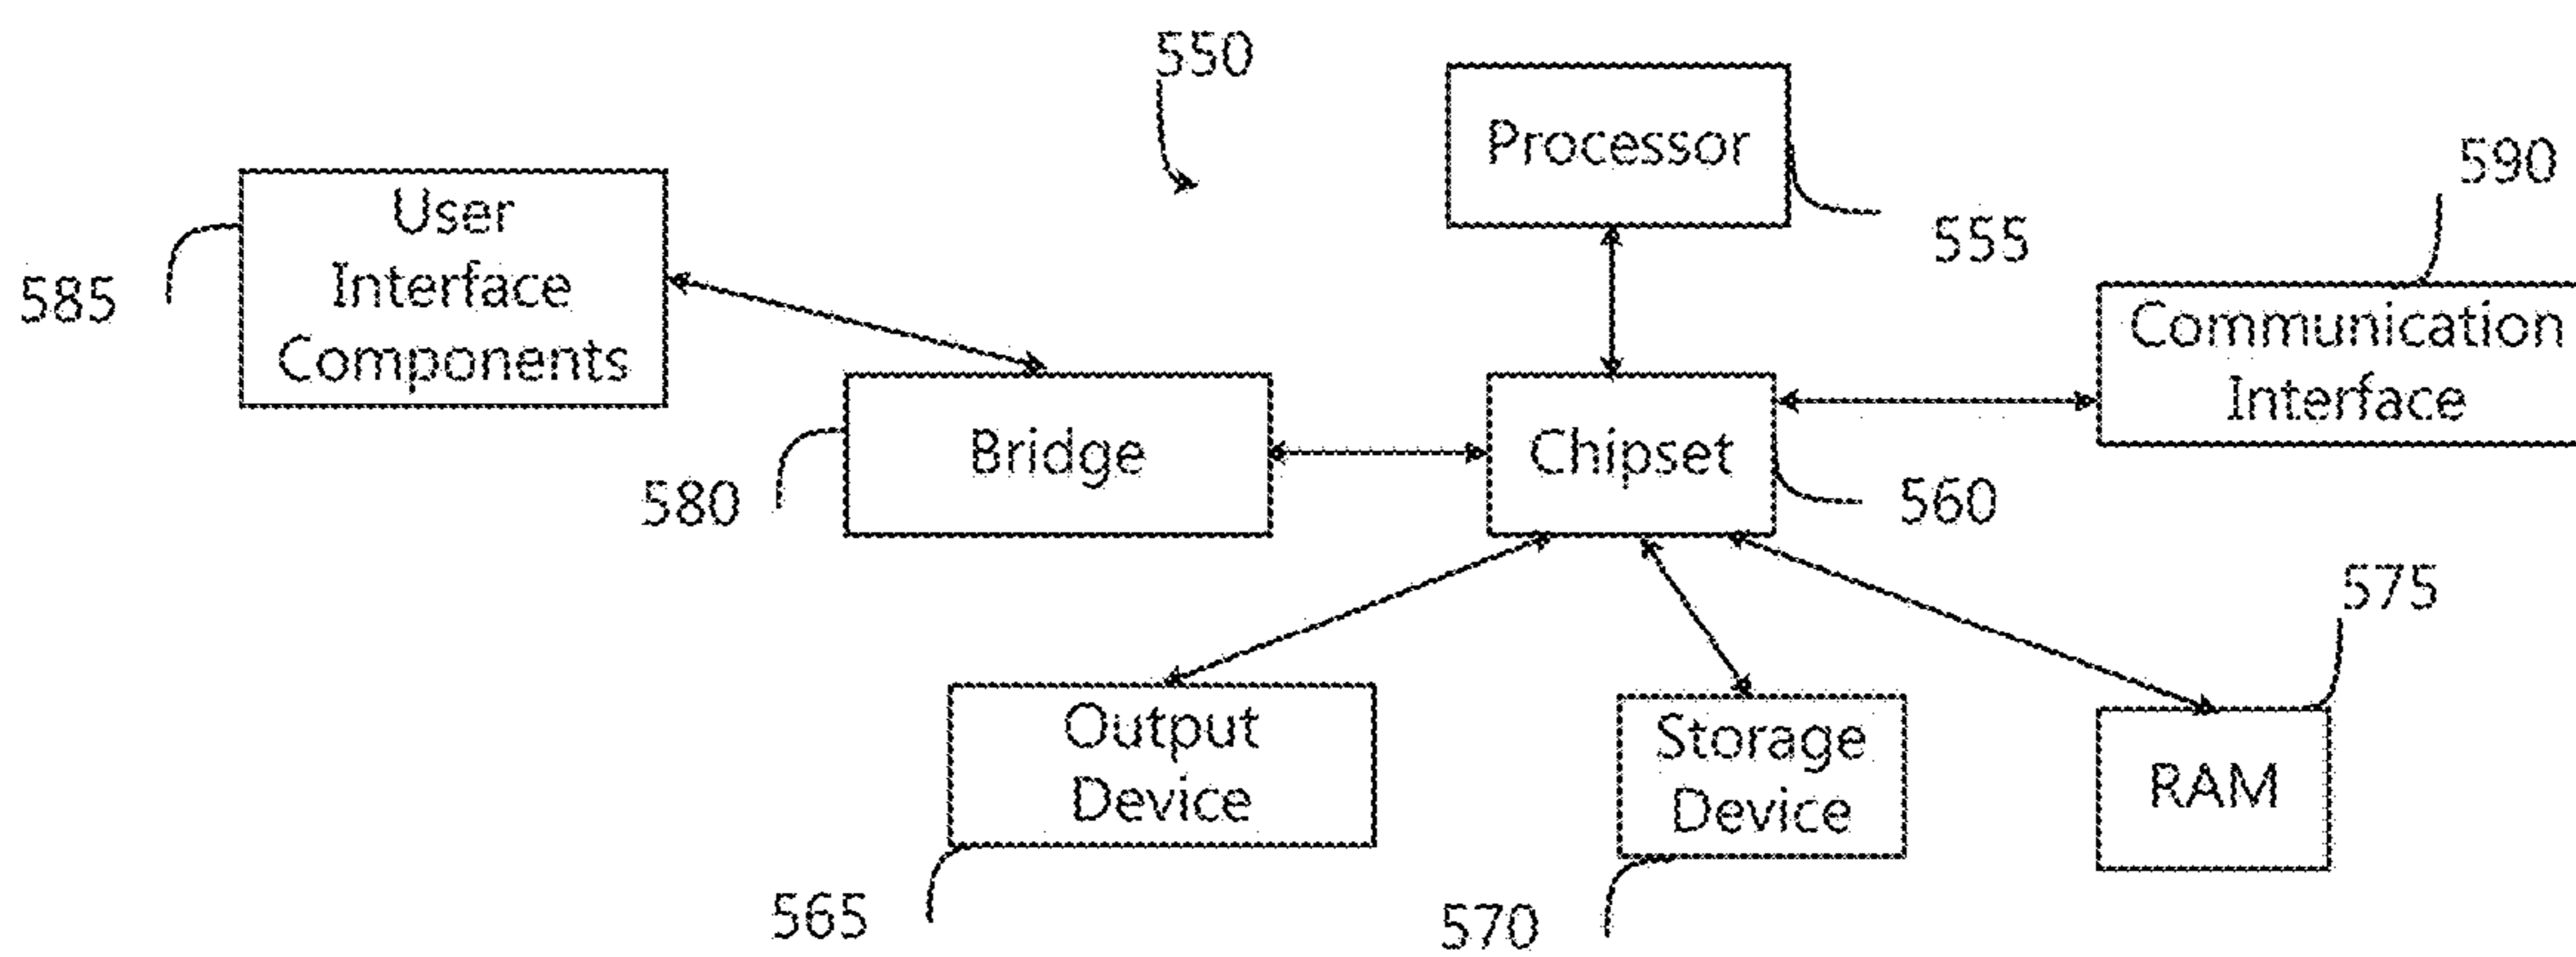 550
Processor
590
User
Interface
Components
555
585
Communication
Interface
Bridge
Chipset
580
560
575
Output
Device
Storage
Device
RAM
565
570